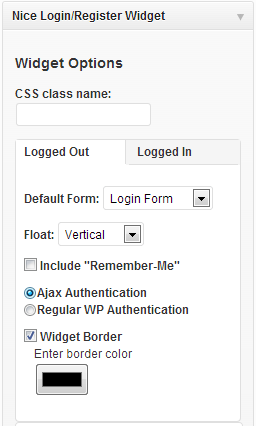 Nice Login/Register Widget
Widget Options
CSS class name:
Logged Out
Logged In
Default Form: Login Form
Float: Vertical
Include "Remember-Me"
Ajax Authentication
Regular WP Authentication
Widget Border
Enter border color